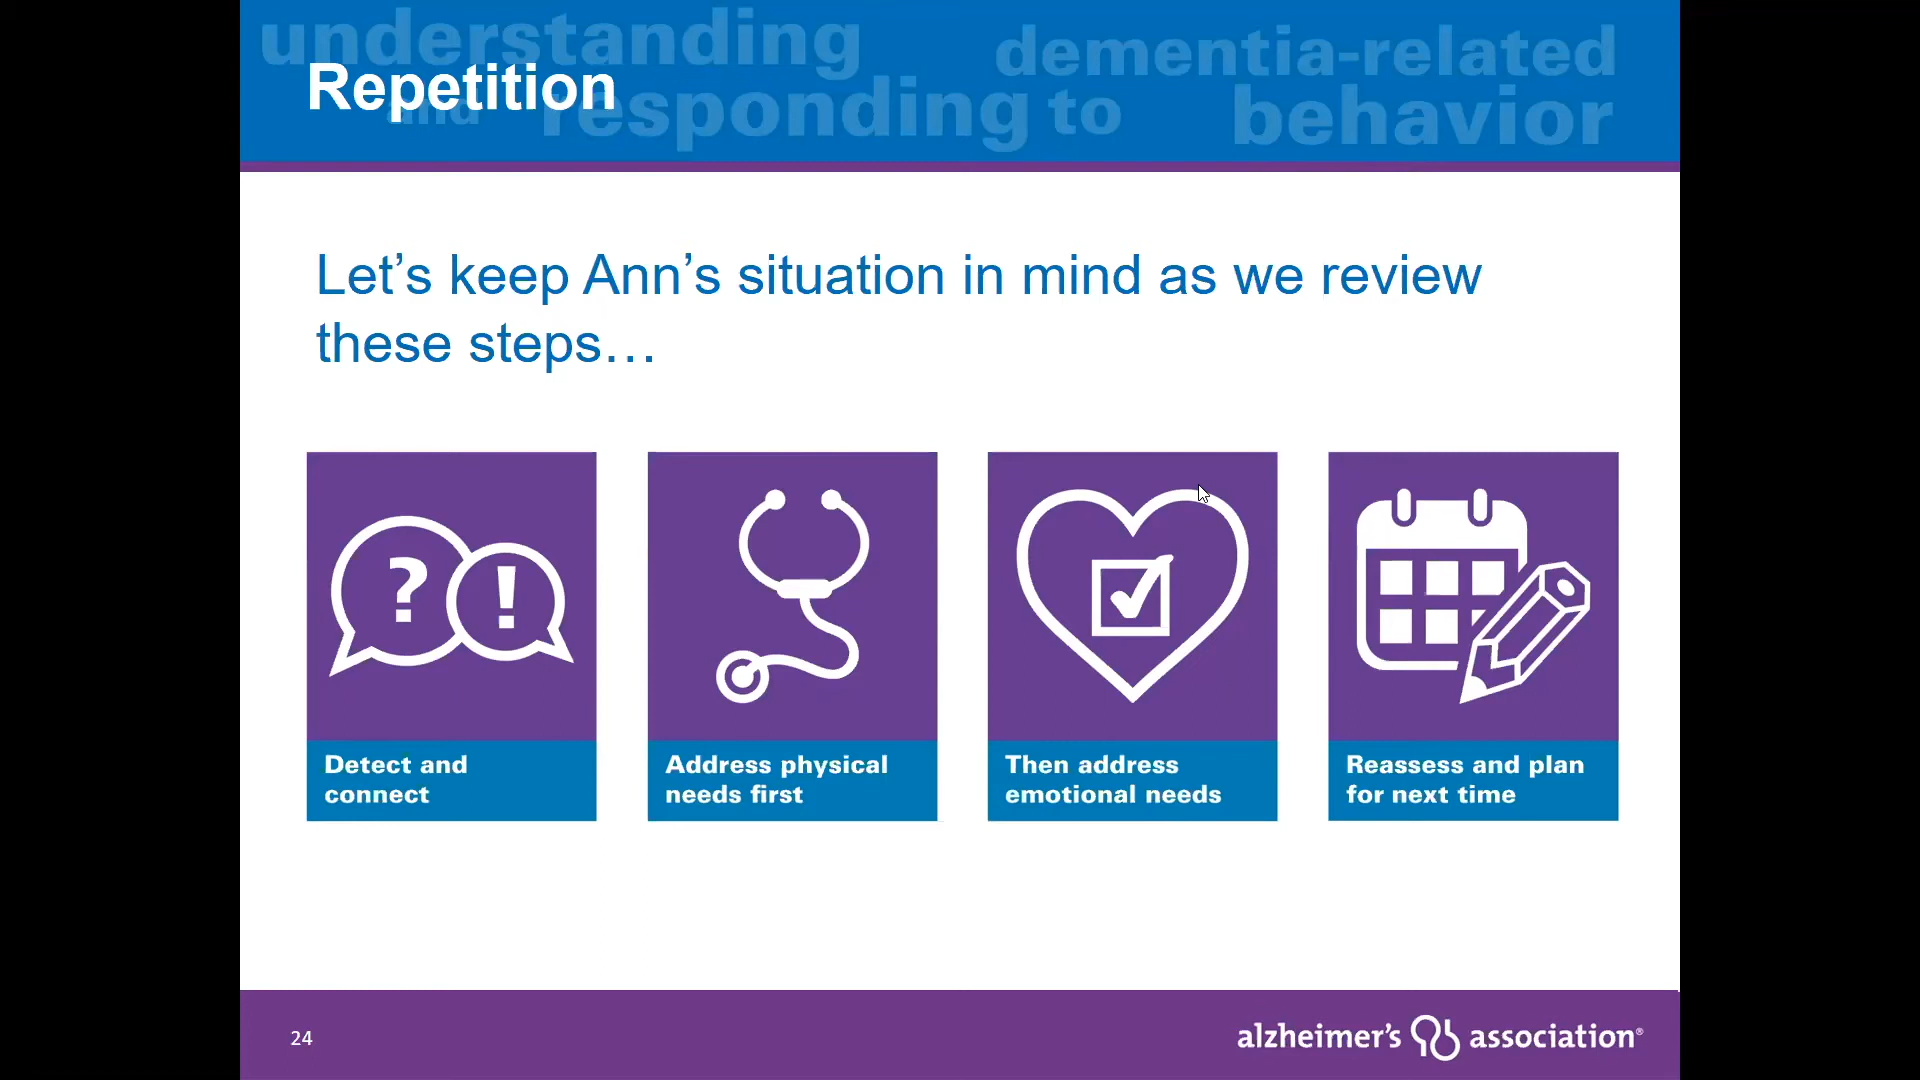 understanding
dementia-related
Repetition
and responding to
behavior
Let’s keep Ann’s situation in mind as we review
these steps…
? !
Detect and
connect
Address physical
needs first
Then address
emotional needs
Reassess and plan
for next time
24
alzheimer’s association®